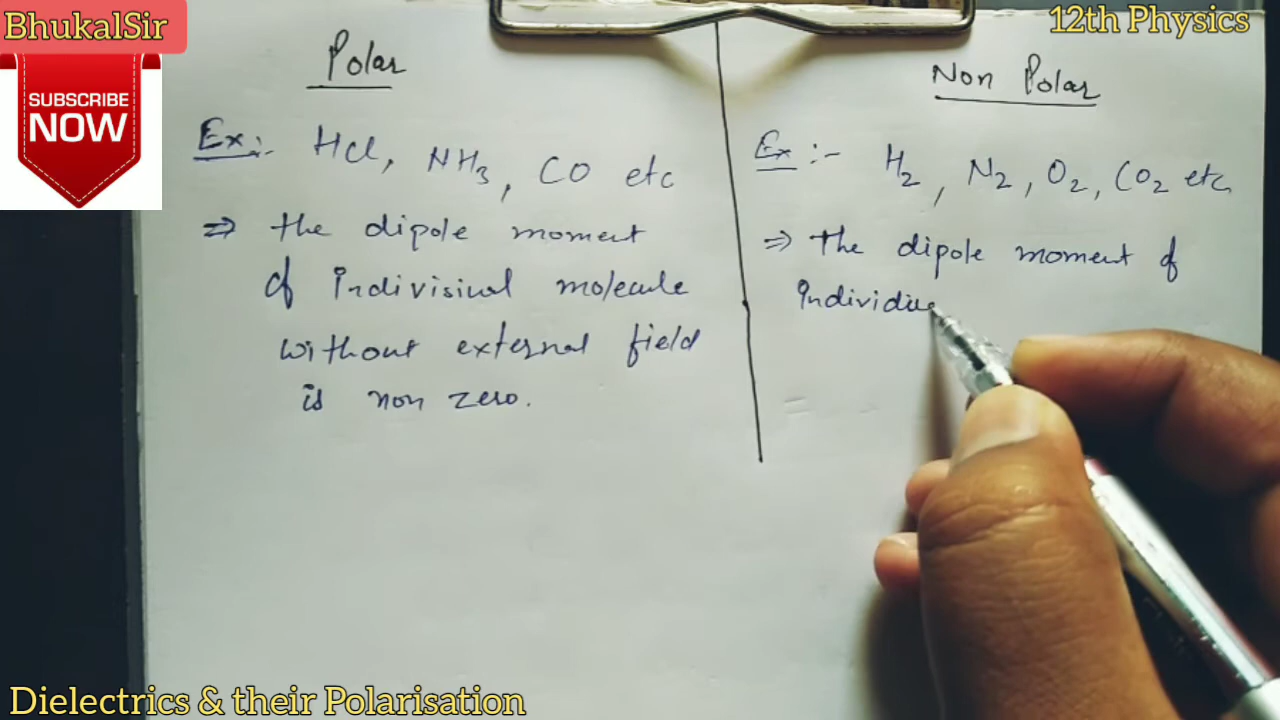 BhukalSir
12th Physics
SUBSCRIBE
NOW
Polar
Ex:- HCl, NH3, CO etc
⇒ the dipole moment
of indivisival molecule
without external field
is non zero.
Non Polar
Ex :- H2, N2, O2, CO2 etc
⇒ The dipole moment of
individua
Dielectrics & their Polarisation